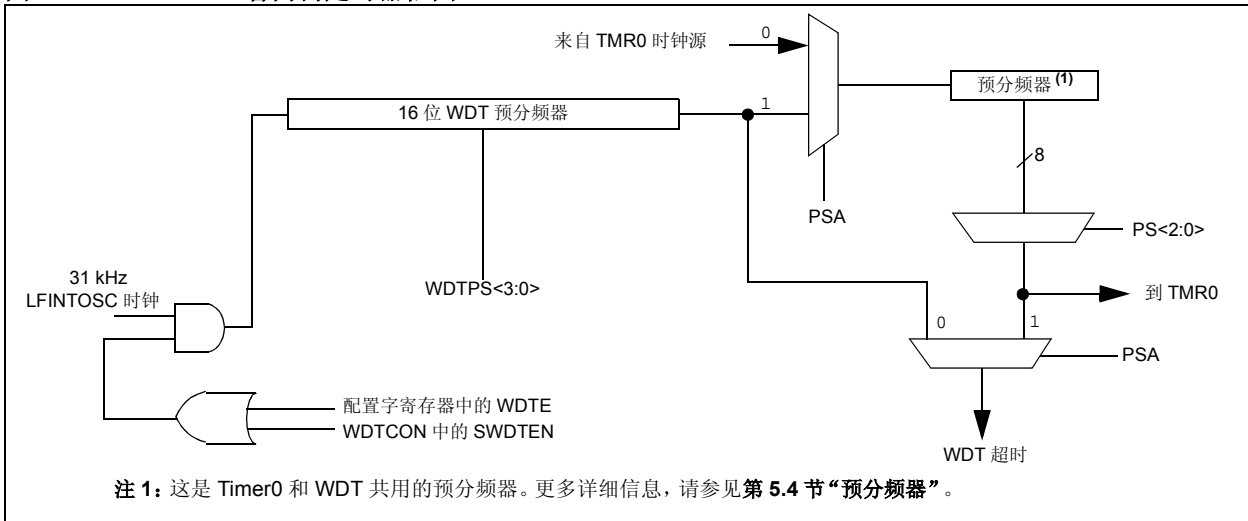 来自 TMR0 时钟源
0
预分频器 (1)
16 位 WDT 预分频器
1
8
PSA
PS<2:0>
31 kHz
LFINTOSC 时钟
WDTPS<3:0>
到 TMR0
0
1
PSA
配置字寄存器中的 WDTE
WDTCON 中的 SWDTEN
WDT 超时
注 1: 这是 Timer0 和 WDT 共用的预分频器。更多详细信息，请参见第 5.4 节“预分频器”。